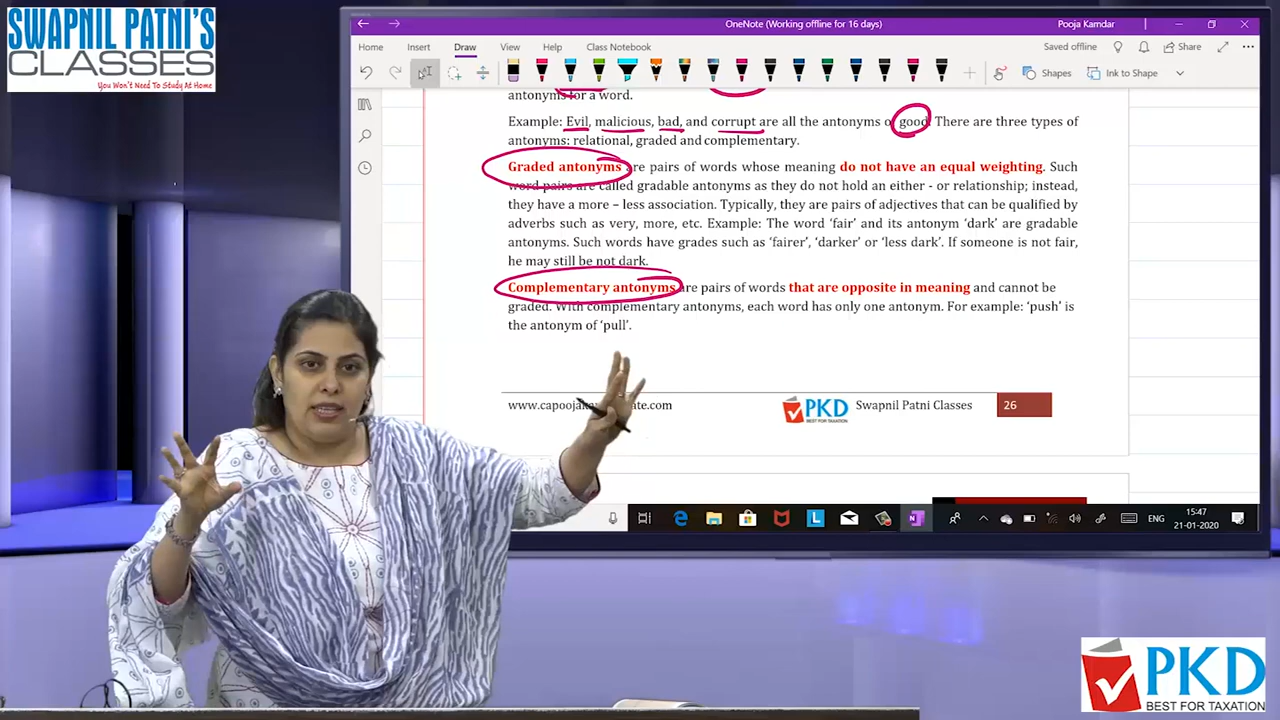 SWAPNIL PATNI'S
CLASSES
You Won't Need To Study At Home
OneNote (Working offline for 16 days)
Pooja Kamdar
Home Insert Draw View Help Class Notebook
Saved offline
Share
Shapes
Ink to Shape
antonyms for a word.
Example: Evil, malicious, bad, and corrupt are all the antonyms of good. There are three types of
antonyms: relational, graded and complementary.
Graded antonyms are pairs of words whose meaning do not have an equal weighting. Such
word pairs are called gradable antonyms as they do not hold an either - or relationship; instead,
they have a more – less association. Typically, they are pairs of adjectives that can be qualified by
adverbs such as very, more, etc. Example: The word 'fair' and its antonym 'dark' are gradable
antonyms. Such words have grades such as 'fairer', 'darker' or 'less dark'. If someone is not fair,
he may still be not dark.
Complementary antonyms are pairs of words that are opposite in meaning and cannot be
graded. With complementary antonyms, each word has only one antonym. For example: 'push' is
the antonym of 'pull'.
PKD
BEST FOR TAXATION
Swapnil Patni Classes
26
ENG
15:47
21-01-2020
PKD
BEST FOR TAXATION